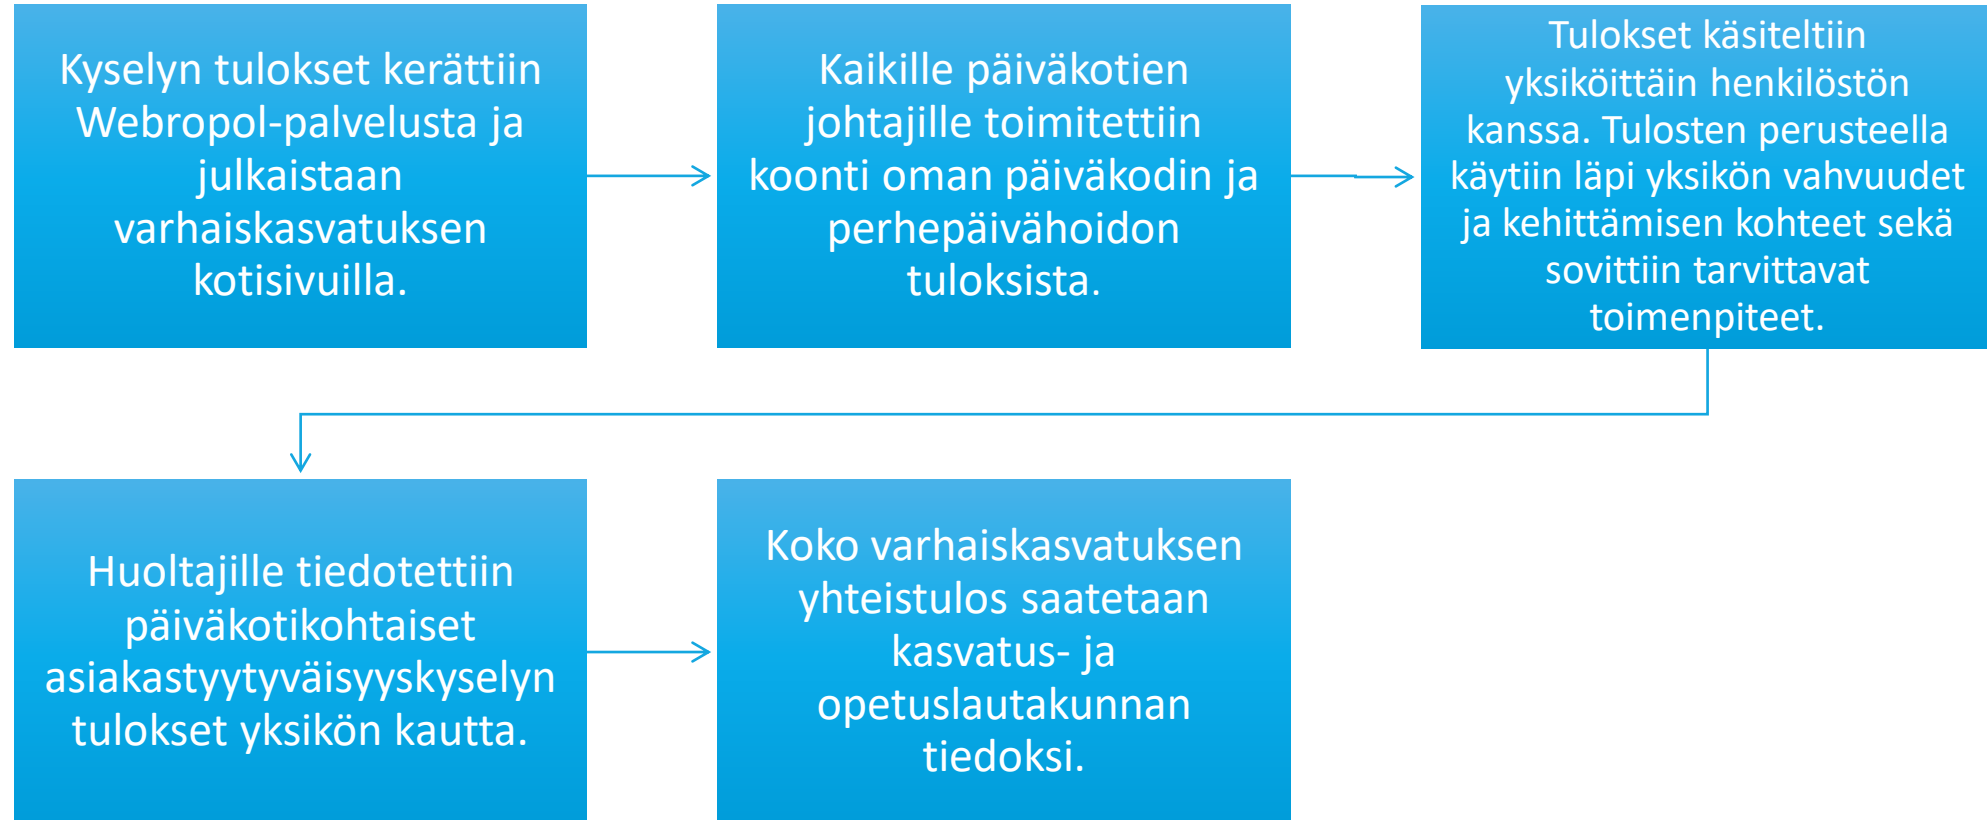 Kyselyn tulokset kerättiin
Webropol-palvelusta ja
julkaistaan
varhaiskasvatuksen
kotisivuilla.
Kaikille päiväkotien
johtajille toimitettiin
koonti oman päiväkodin ja
perhepäivähoidon
tuloksista.
Tulokset käsiteltiin
yksiköittäin henkilöstön
kanssa. Tulosten perusteella
käytiin läpi yksikön vahvuudet
ja kehittämisen kohteet sekä
sovittiin tarvittavat
toimenpiteet.
Huoltajille tiedotettiin
päiväkotikohtaiset
asiakastyytyväisyyskyselyn
tulokset yksikön kautta.
Koko varhaiskasvatuksen
yhteistulos saatetaan
kasvatus- ja
opetuslautakunnan
tiedoksi.